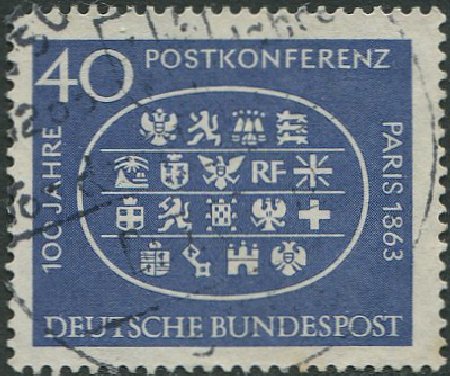 40 POSTKONFERENZ
100 JAHRE
PARIS 1863
RF
DEUTSCHE BUNDESPOST